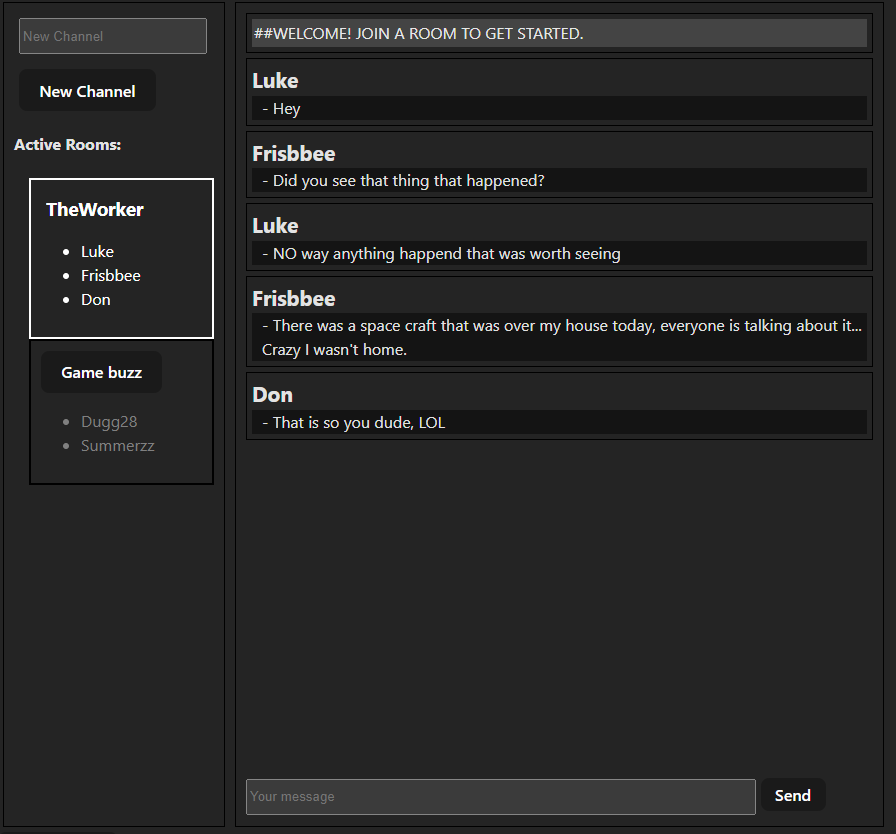 New Channel
New Channel
Active Rooms:
TheWorker
Luke
Frisbbee
Don
Game buzz
Dugg28
Summerzz
##WELCOME! JOIN A ROOM TO GET STARTED.
Luke
- Hey
Frisbbee
- Did you see that thing that happened?
Luke
- NO way anything happend that was worth seeing
Frisbbee
- There was a space craft that was over my house today, everyone is talking about it...
Crazy I wasn't home.
Don
- That is so you dude, LOL
Your message
Send